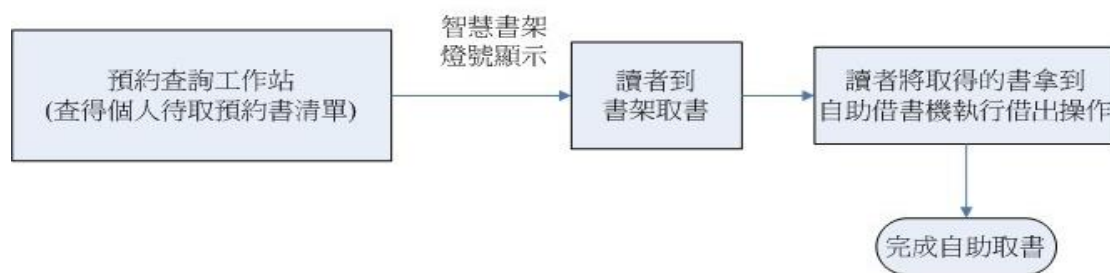 預約查詢工作站
(查得個人待取預約書清單)
智慧書架
燈號顯示
讀者到
書架取書
讀者將取得的書拿到
自助借書機執行借出操作
完成自助取書